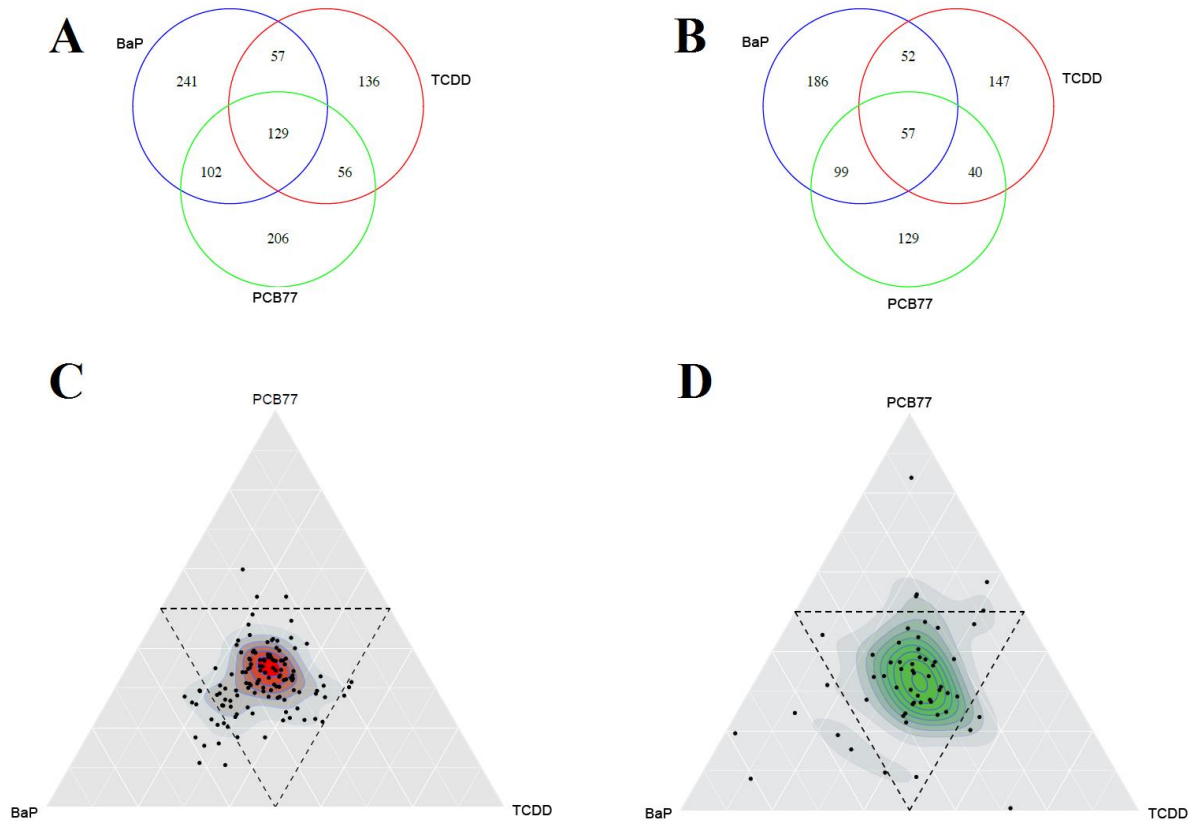 A
BaP
57
241
136
TCDD
129
102
56
206
PCB77
B
BaP
52
186
147
TCDD
57
99
40
129
PCB77
C
PCB77
BaP
TCDD
D
PCB77
BaP
TCDD